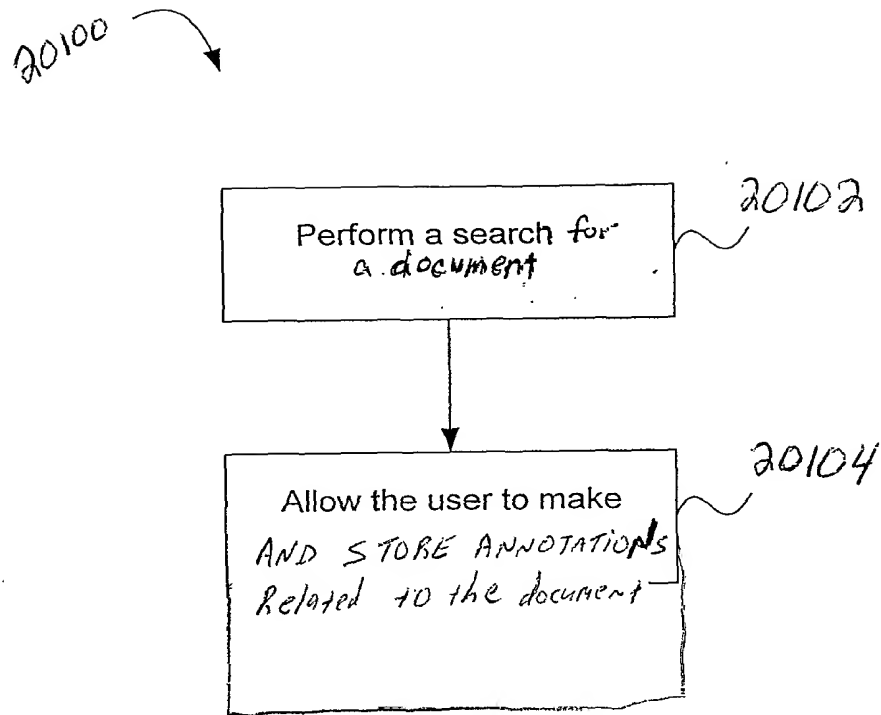 20100
20102
Perform a search for
a document
20104
Allow the user to make
AND STORE ANNOTATIONS
Related to the document